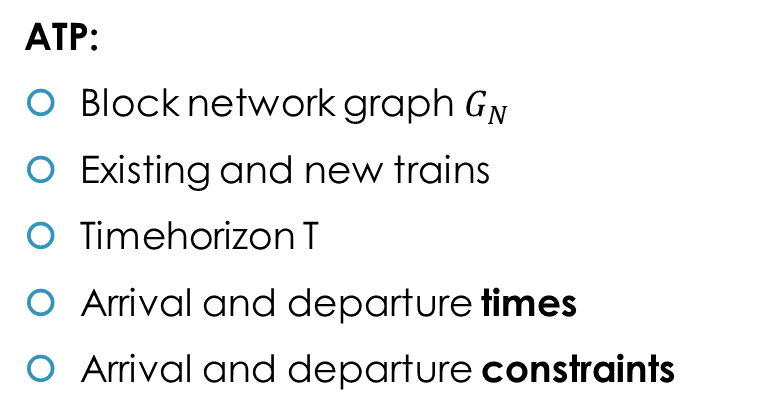 ATP:
Block network graph G_N
Existing and new trains
Timehorizon T
Arrival and departure times
Arrival and departure constraints